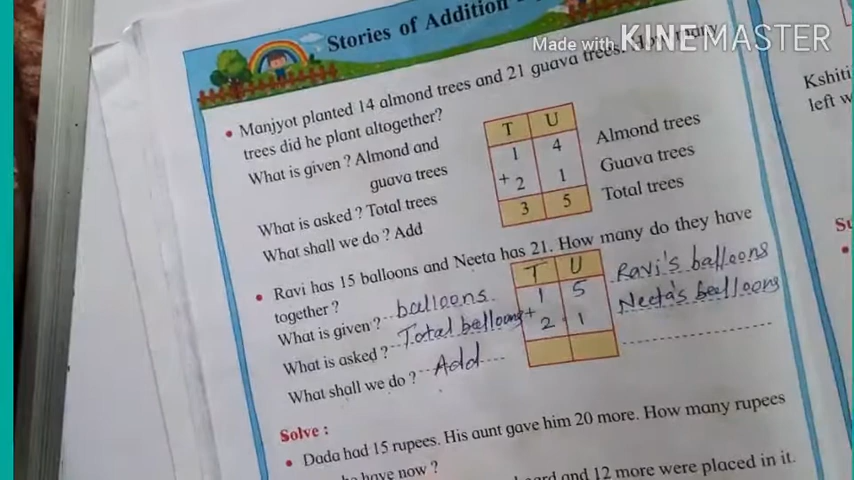 Made with KINEMASTER
Stories of Addition
• Manjyot planted 14 almond trees and 21 guava trees. How many
trees did he plant altogether?
What is given ? Almond and
guava trees
What is asked ? Total trees
What shall we do ? Add
T U
1 4 Almond trees
+ 2 1 Guava trees
3 5 Total trees
• Ravi has 15 balloons and Neeta has 21. How many do they have
together ?
What is given ? balloons
What is asked ? Total balloons
What shall we do ? Add
T U
1 5 Ravi's balloons
+ 2 1 Neeta's balloons
Solve :
• Dada had 15 rupees. His aunt gave him 20 more. How many rupees
have now ?
and 12 more were placed in it.
Kshiti
left w